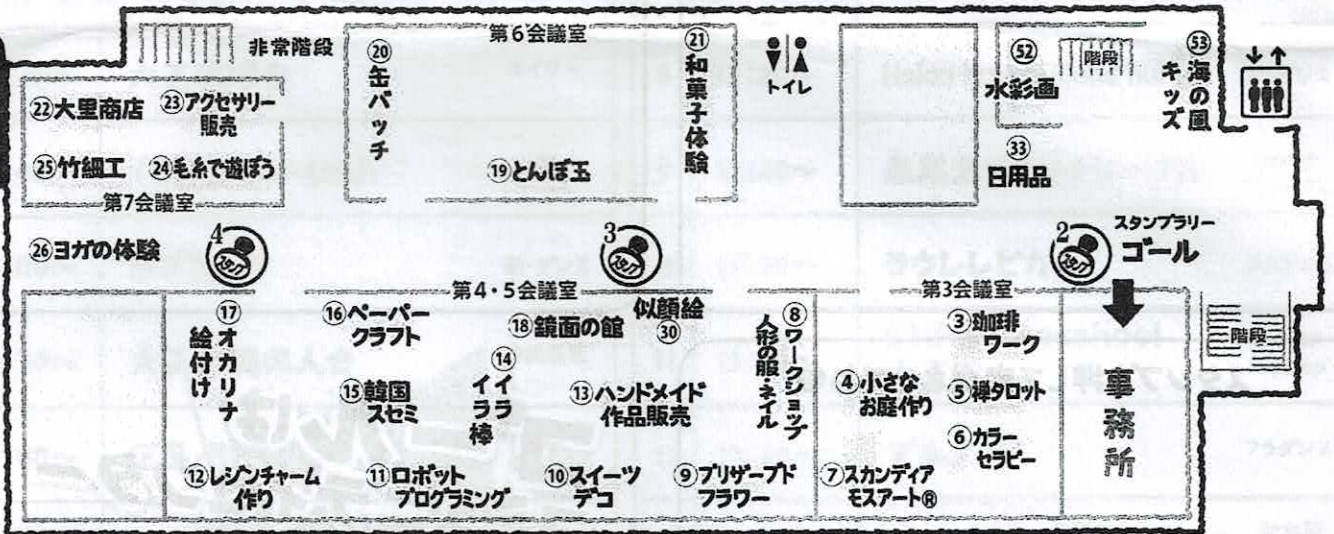 非常階段
⑳缶バッチ
第6会議室
㉑和菓子体験
トイレ
52 水彩画
階段
53 海の風
キッズ
㉒大里商店
㉓アクセサリー
販売
㉕竹細工
㉔毛糸で遊ぼう
第7会議室
⑲とんぼ玉
㉝
日用品
㉖ヨガの体験
4
スタンプ
3
スタンプ
2
スタンプ
スタンプラリー
ゴール
第4・5会議室
第3会議室
⑰オカリナ
絵付け
⑯ペーパー
クラフト
⑱鏡面の館
似顔絵
㉚
⑧ワークショップ
人形の服・ネイル
③珈琲
ワーク
階段
⑮韓国
スセミ
⑭イライラ棒
⑬ハンドメイド
作品販売
④小さな
お庭作り
⑤禅タロット
事務所
⑥カラー
セラピー
⑫レジンチャーム
作り
⑪ロボット
プログラミング
⑩スイーツ
デコ
⑨プリザーブド
フラワー
⑦スカンディア
モスアート®